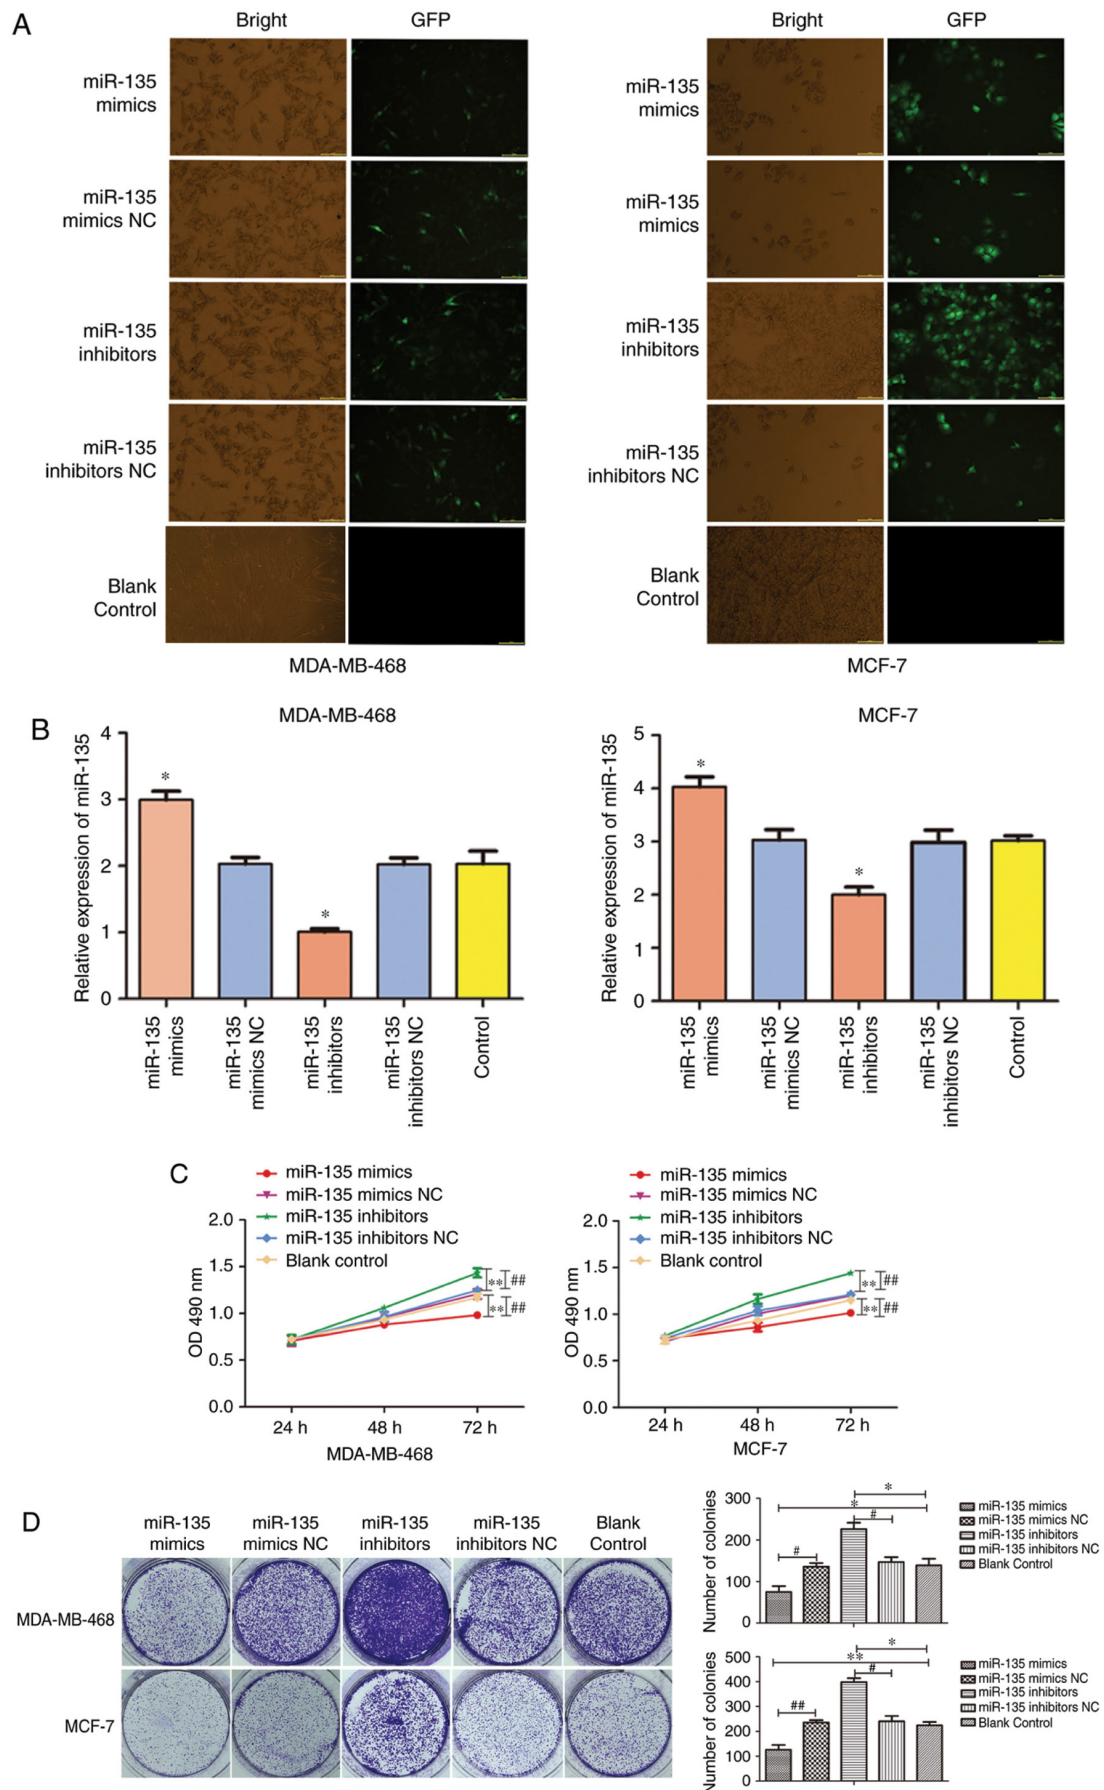 A
Bright
GFP
Bright
GFP
miR-135
mimics
miR-135
mimics NC
miR-135
inhibitors
miR-135
inhibitors NC
Blank
Control
MDA-MB-468
miR-135
mimics
miR-135
mimics
miR-135
inhibitors
miR-135
inhibitors NC
Blank
Control
MCF-7
B
MDA-MB-468
Relative expression of miR-135
4
3
2
1
0
*
*
miR-135
mimics
miR-135
mimics NC
miR-135
inhibitors
miR-135
inhibitors NC
Control
MCF-7
Relative expression of miR-135
5
4
3
2
1
0
*
*
miR-135
mimics
miR-135
mimics NC
miR-135
inhibitors
miR-135
inhibitors NC
Control
C
miR-135 mimics
miR-135 mimics NC
miR-135 inhibitors
miR-135 inhibitors NC
Blank control
OD 490 nm
2.0
1.5
1.0
0.5
0.0
** ##
** ##
24 h
48 h
72 h
MDA-MB-468
miR-135 mimics
miR-135 mimics NC
miR-135 inhibitors
miR-135 inhibitors NC
Blank control
OD 490 nm
2.0
1.5
1.0
0.5
0.0
** ##
** ##
24 h
48 h
72 h
MCF-7
D
miR-135
mimics
miR-135
mimics NC
miR-135
inhibitors
miR-135
inhibitors NC
Blank
Control
MDA-MB-468
MCF-7
Number of colonies
300
200
100
0
*
*
#
#
miR-135 mimics
miR-135 mimics NC
miR-135 inhibitors
miR-135 inhibitors NC
Blank Control
Number of colonies
500
400
300
200
100
0
*
**
#
##
miR-135 mimics
miR-135 mimics NC
miR-135 inhibitors
miR-135 inhibitors NC
Blank Control